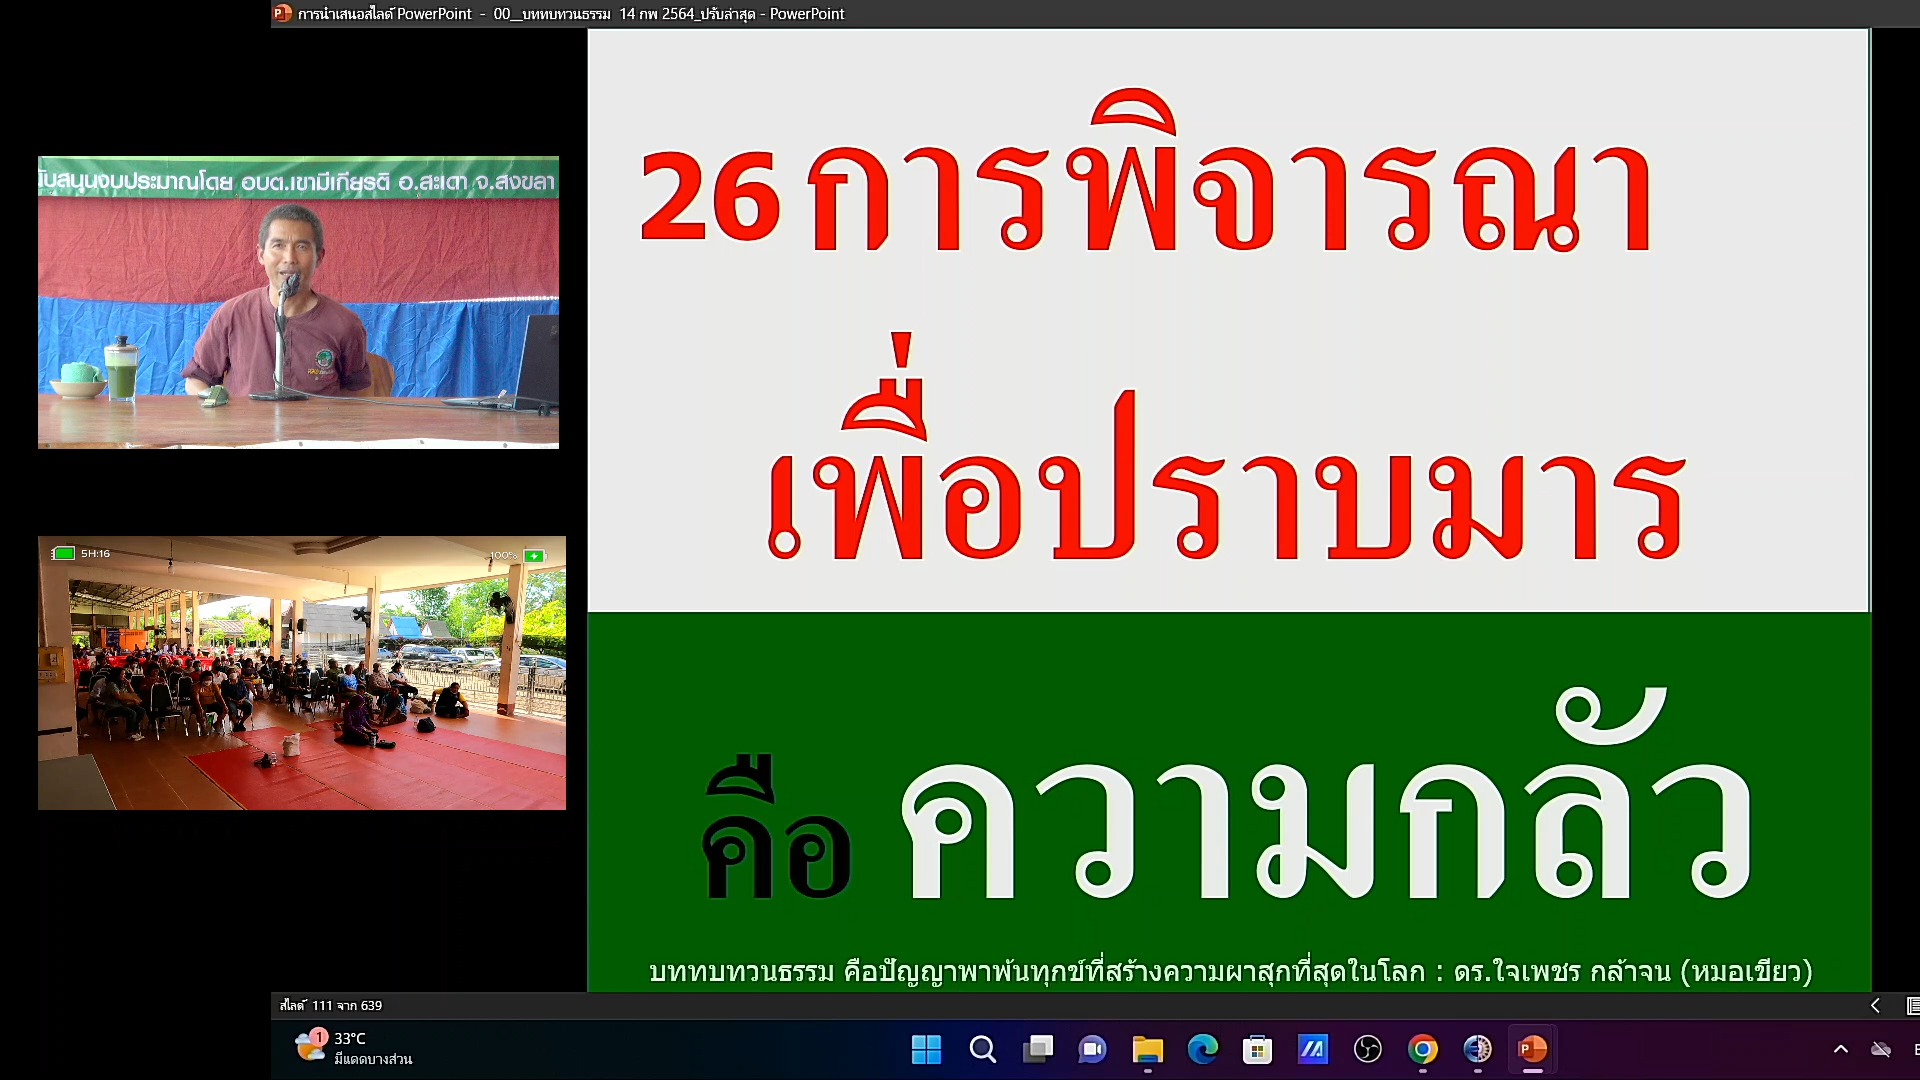 การนำเสนอสไลด์ PowerPoint - 00__บททบทวนธรรม 14 กพ 2564_ปรับล่าสุด - PowerPoint
นับสนุนงบประมาณโดย อบต.เขามีเกียรติ อ.สะเดา จ.สงขลา
5H:16
100%
26 การพิจารณา
เพื่อปราบมาร
คือ ความกลัว
บททบทวนธรรม คือปัญญาพาพ้นทุกข์ที่สร้างความผาสุกที่สุดในโลก : ดร.ใจเพชร กล้าจน (หมอเขียว)
สไลด์ 111 จาก 639
1
33°C
มีแดดบางส่วน